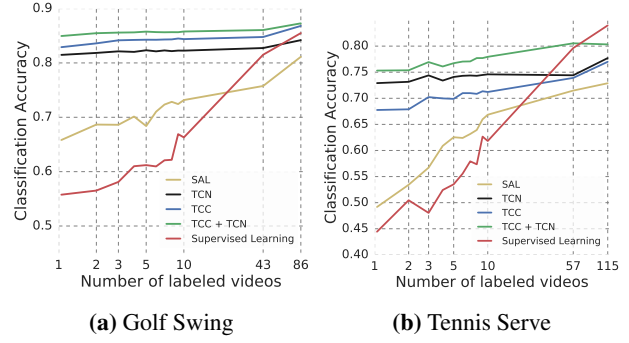 Classification Accuracy
0.9
0.8
0.7
0.6
0.5
SAL
TCN
TCC
TCC + TCN
Supervised Learning
1 2 3 5 10 43 86
Number of labeled videos
(a) Golf Swing
Classification Accuracy
0.80
0.75
0.70
0.65
0.60
0.55
0.50
0.45
0.40
SAL
TCN
TCC
TCC + TCN
Supervised Learning
1 2 3 5 10 57 115
Number of labeled videos
(b) Tennis Serve